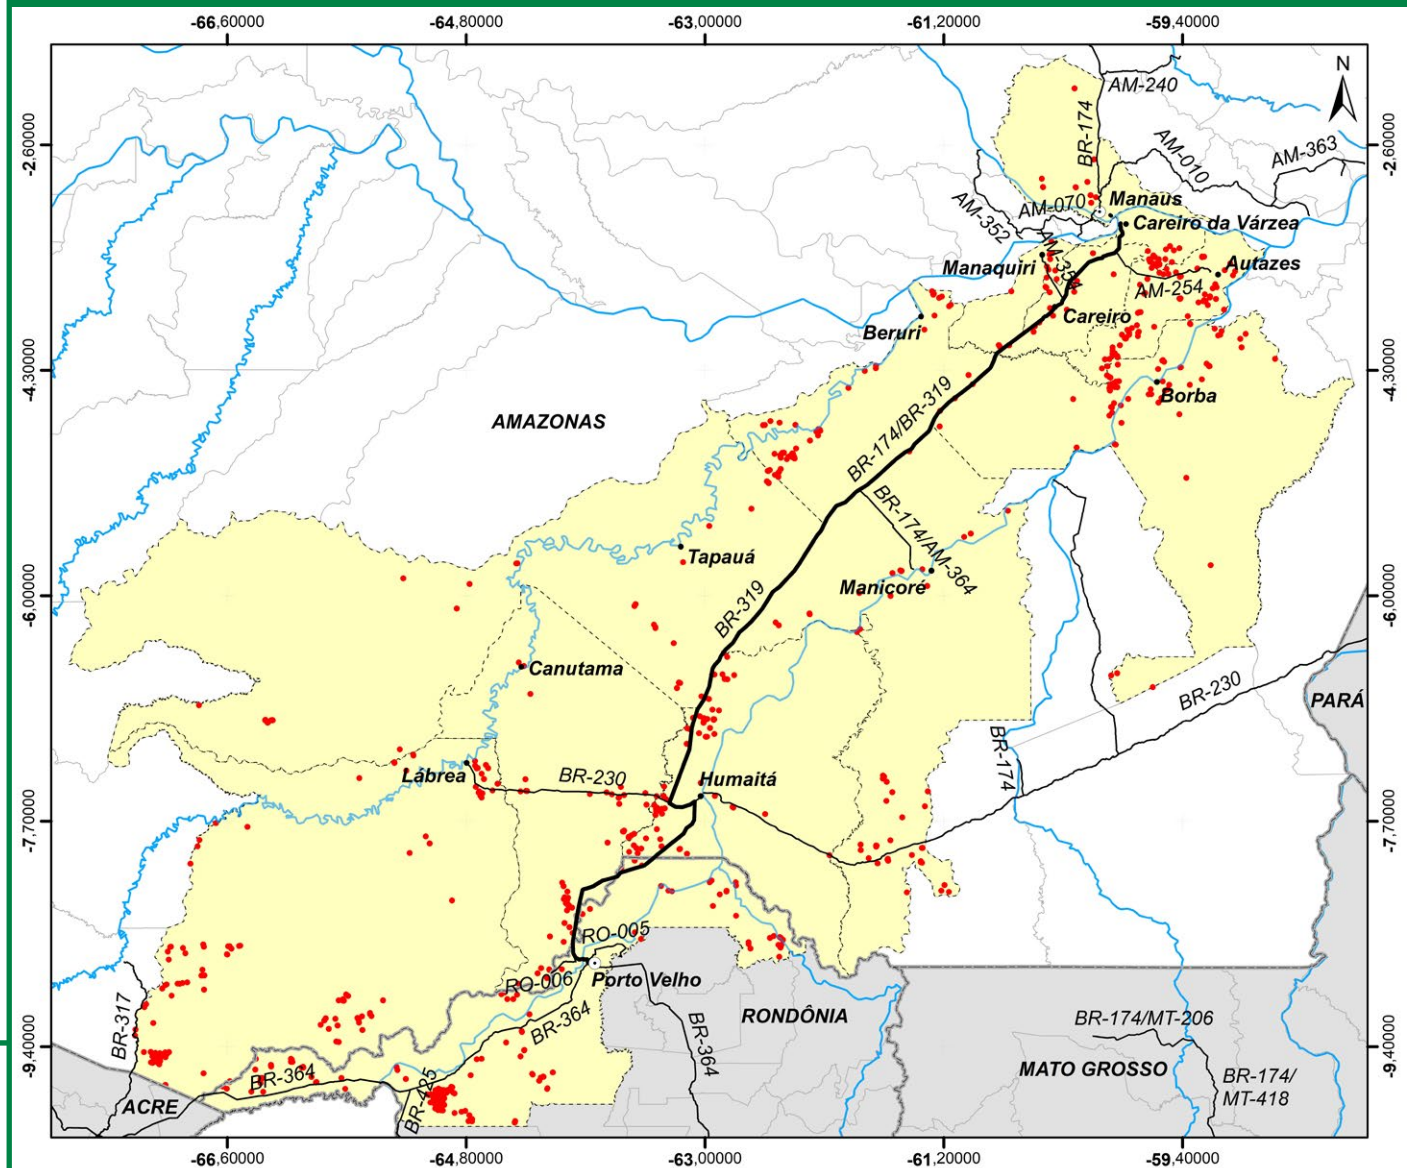 -66,60000
-64,80000
-63,00000
-61,20000
-59,40000
N
-2,60000
-2,60000
AM-240
BR-174
AM-010
AM-363
AM-070
Manaus
AM-352
Careiro da Várzea
AM-354
Manaquiri
Autazes
AM-254
Beruri
Careiro
-4,30000
-4,30000
BR-174/BR-319
Borba
AMAZONAS
BR-174/AM-364
Tapauá
Manicoré
-6,00000
-6,00000
BR-319
Canutama
BR-230
PARÁ
BR-174
Lábrea
BR-230
Humaitá
-7,70000
-7,70000
RO-005
RO-006
Porto Velho
BR-317
BR-364
BR-364
RONDÔNIA
BR-174/MT-206
-9,40000
-9,40000
MATO GROSSO
BR-364
BR-425
BR-174/
MT-418
ACRE
-66,60000
-64,80000
-63,00000
-61,20000
-59,40000